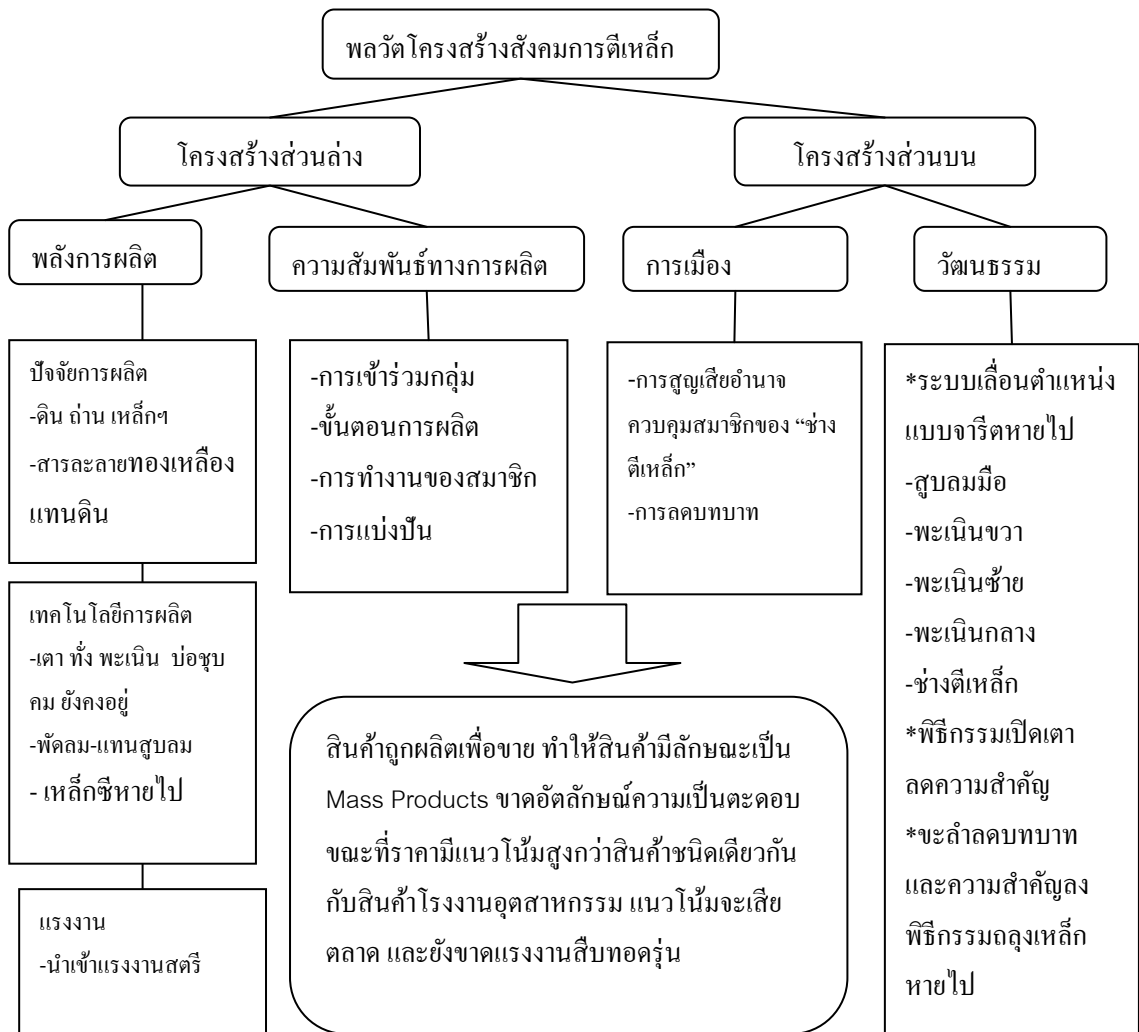 พลวัตโครงสร้างสังคมการตีเหล็ก
โครงสร้างส่วนล่าง
โครงสร้างส่วนบน
พลังการผลิต
ความสัมพันธ์ทางการผลิต
การเมือง
วัฒนธรรม
ปัจจัยการผลิต
-ดิน ถ่าน เหล็กฯ
-สารละลายทองเหลือง
แทนดิน
-การเข้าร่วมกลุ่ม
-ขั้นตอนการผลิต
-การทำงานของสมาชิก
-การแบ่งปัน
-การสูญเสียอำนาจ
ควบคุมสมาชิกของ “ช่าง
ตีเหล็ก”
-การลดบทบาท
*ระบบเลื่อนตำแหน่ง
แบบจารีตหายไป
-สูบลมมือ
-พะเนินขวา
-พะเนินซ้าย
-พะเนินกลาง
-ช่างตีเหล็ก
*พิธีกรรมเปิดเตา
ลดความสำคัญ
*ขะลำลดบทบาท
และความสำคัญลง
พิธีกรรมถลุงเหล็ก
หายไป
เทคโนโลยีการผลิต
-เตา ทั่ง พะเนิน บ่อชุบ
คม ยังคงอยู่
-พัดลม-แทนสูบลม
- เหล็กซีหายไป
แรงงาน
-นำเข้าแรงงานสตรี
สินค้าถูกผลิตเพื่อขาย ทำให้สินค้ามีลักษณะเป็น
Mass Products ขาดอัตลักษณ์ความเป็นตะดอบ
ขณะที่ราคามีแนวโน้มสูงกว่าสินค้าชนิดเดียวกัน
กับสินค้าโรงงานอุตสาหกรรม แนวโน้มจะเสีย
ตลาด และยังขาดแรงงานสืบทอดรุ่น